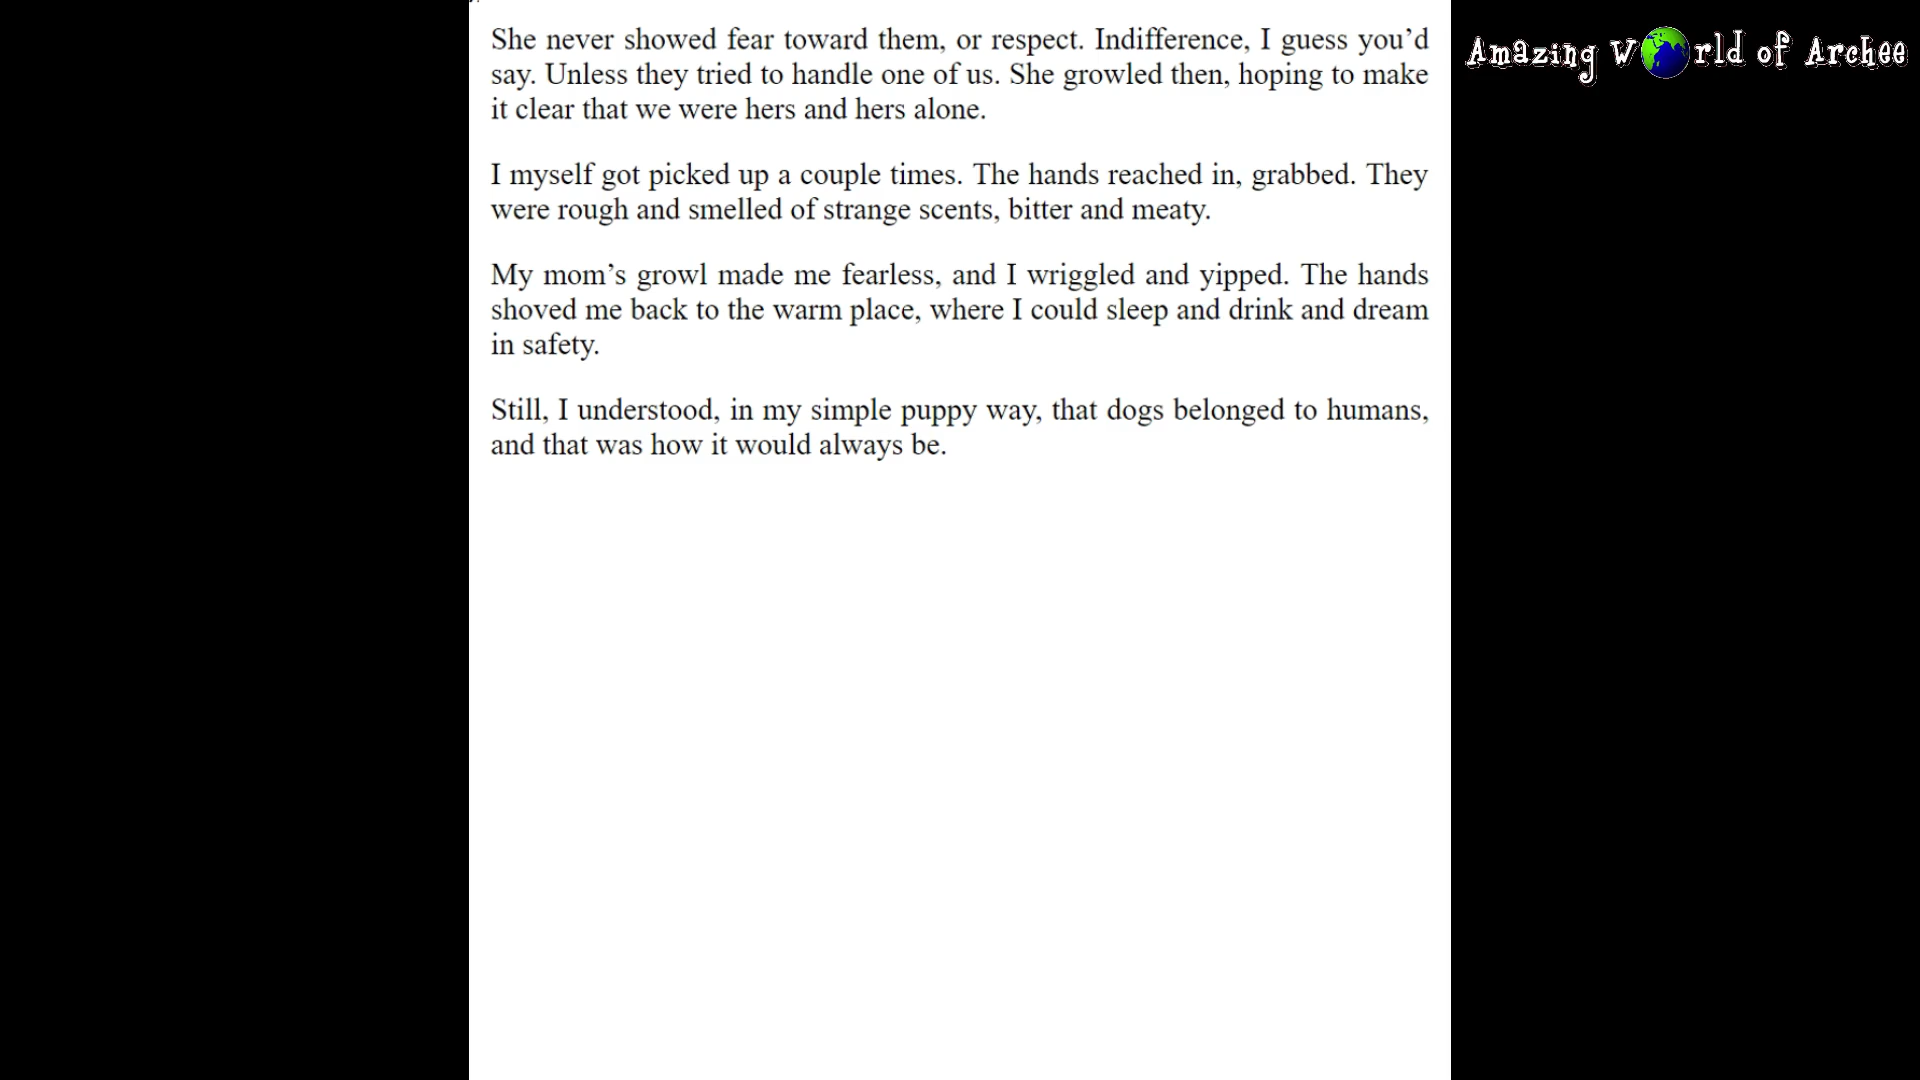 She never showed fear toward them, or respect. Indifference, I guess you’d
say. Unless they tried to handle one of us. She growled then, hoping to make
it clear that we were hers and hers alone.
I myself got picked up a couple times. The hands reached in, grabbed. They
were rough and smelled of strange scents, bitter and meaty.
My mom’s growl made me fearless, and I wriggled and yipped. The hands
shoved me back to the warm place, where I could sleep and drink and dream
in safety.
Still, I understood, in my simple puppy way, that dogs belonged to humans,
and that was how it would always be.
Amazing World of Archee